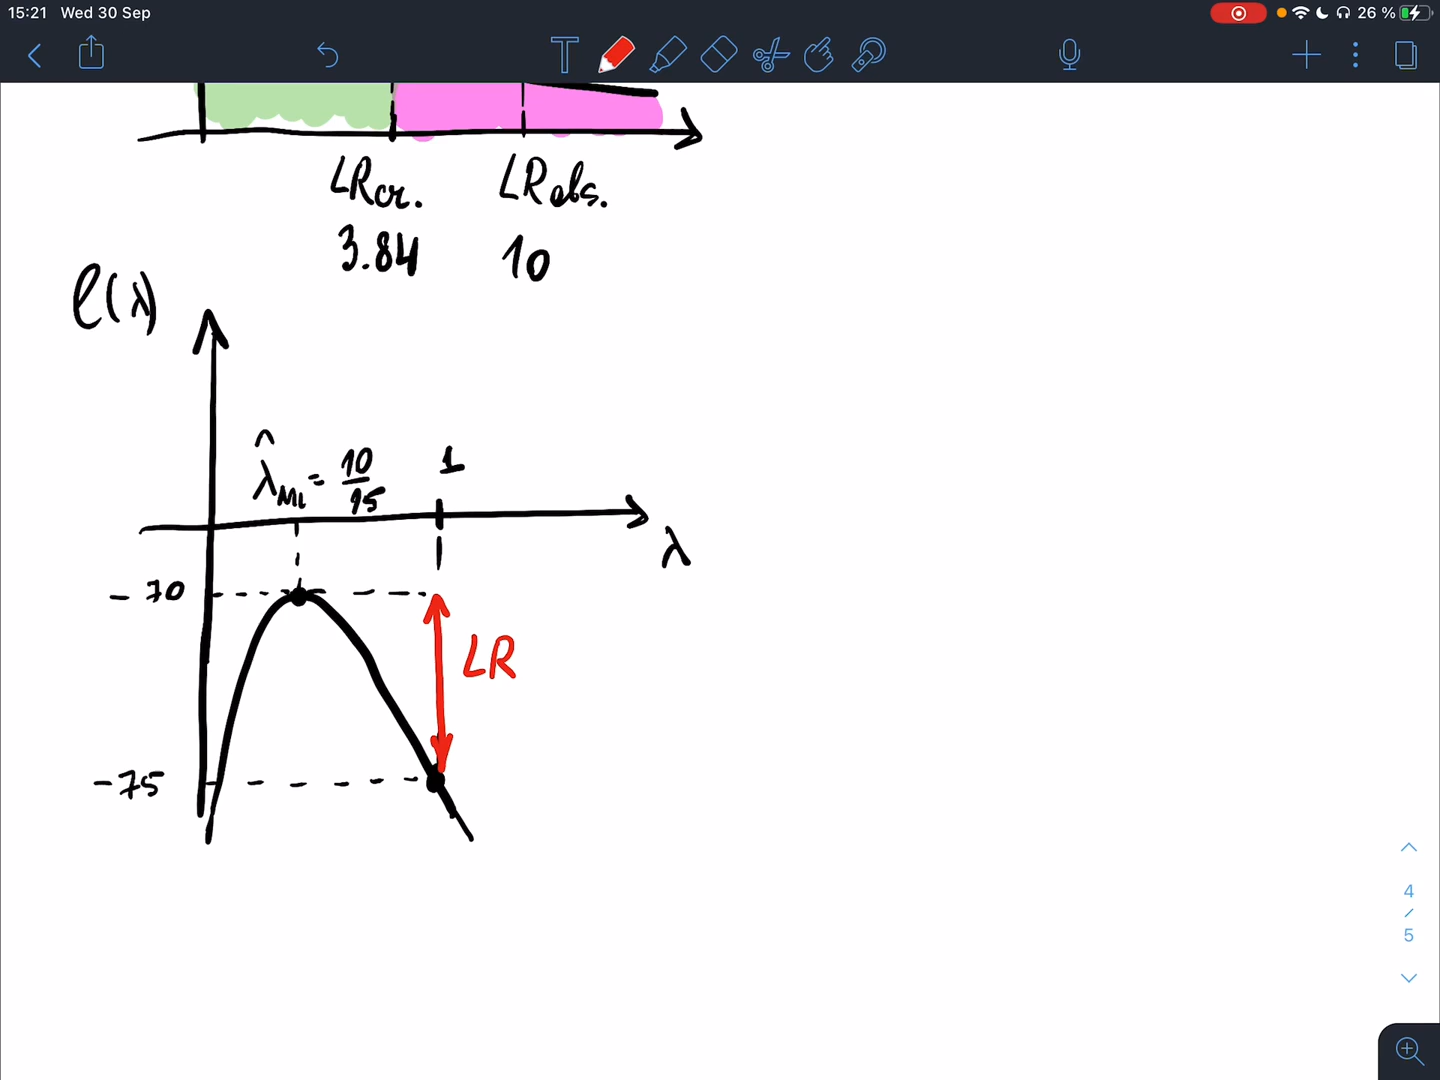 15:21 Wed 30 Sep
26 %
T
LRcr. LRobs.
3.84 10
ℓ(λ)
λ̂ML = 10/95 1
λ
-70
LR
-75
4
/
5